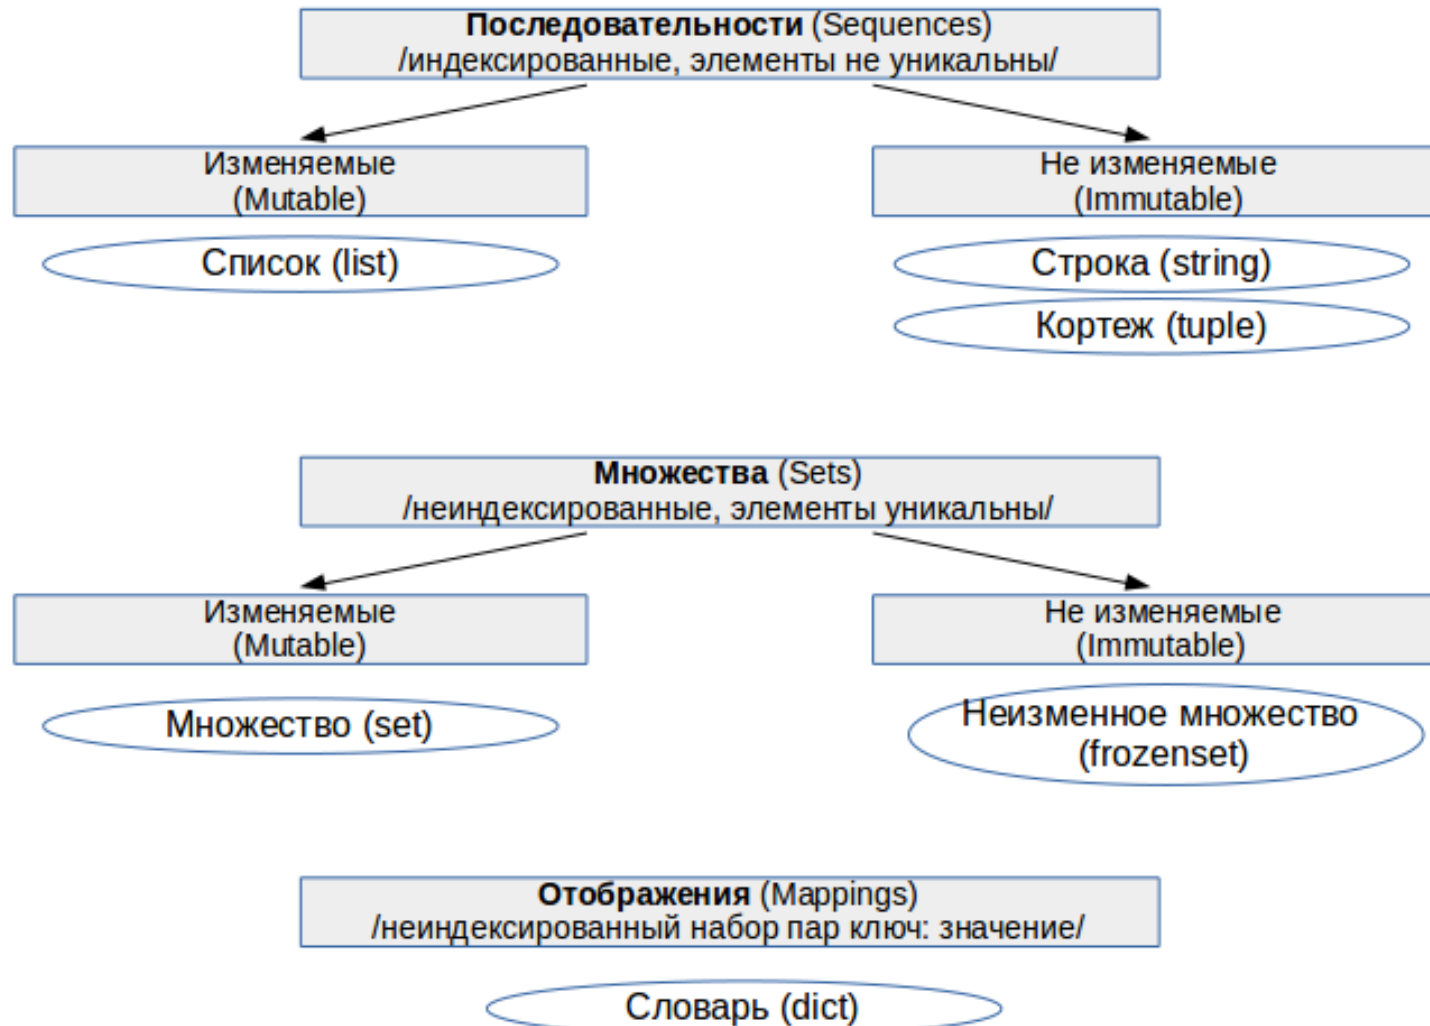 Последовательности (Sequences)
/индексированные, элементы не уникальны/
Изменяемые
(Mutable)
Не изменяемые
(Immutable)
Список (list)
Строка (string)
Кортеж (tuple)
Множества (Sets)
/неиндексированные, элементы уникальны/
Изменяемые
(Mutable)
Не изменяемые
(Immutable)
Множество (set)
Неизменное множество
(frozenset)
Отображения (Mappings)
/неиндексированный набор пар ключ: значение/
Словарь (dict)